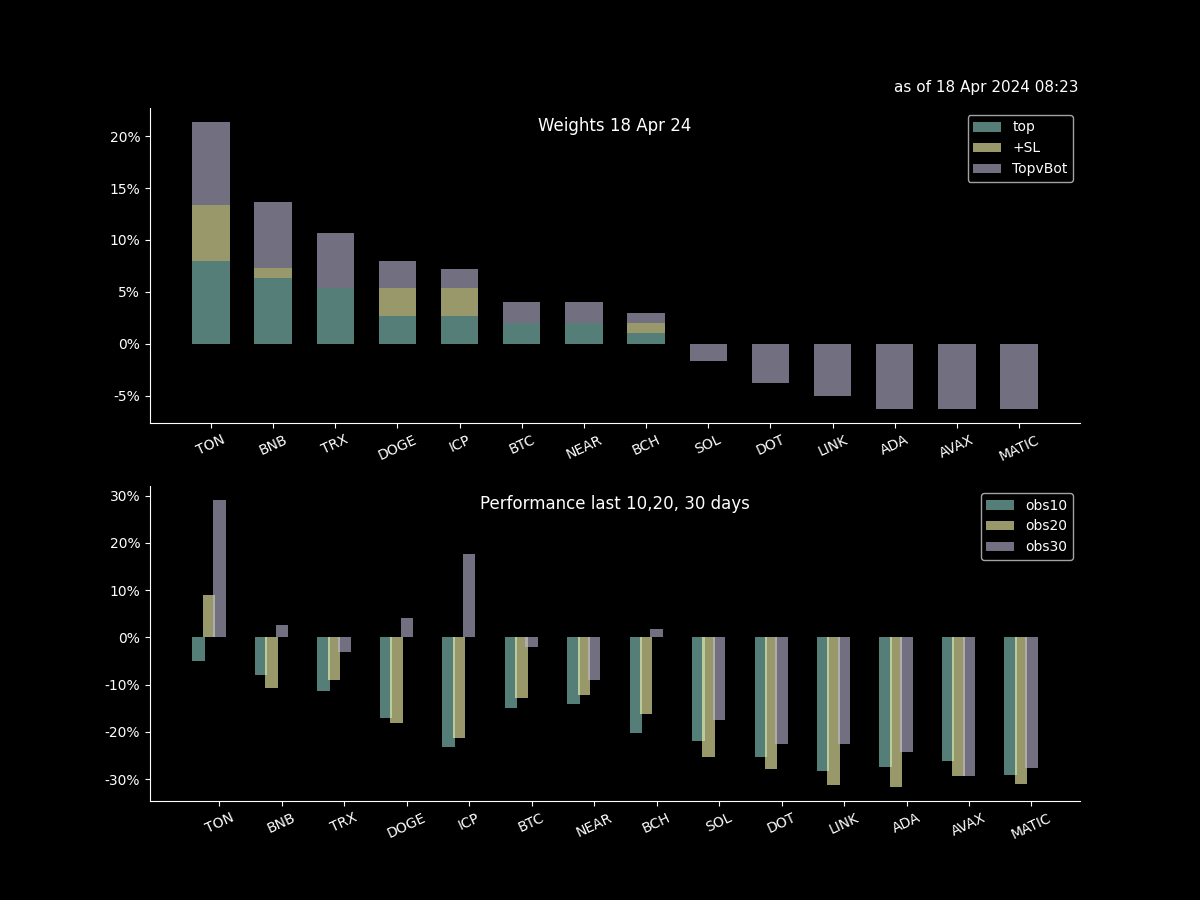 as of 18 Apr 2024 08:23
Weights 18 Apr 24
top
+SL
TopvBot
20%
15%
10%
5%
0%
-5%
TON BNB TRX DOGE ICP BTC NEAR BCH SOL DOT LINK ADA AVAX MATIC
Performance last 10,20, 30 days
obs10
obs20
obs30
30%
20%
10%
0%
-10%
-20%
-30%
TON BNB TRX DOGE ICP BTC NEAR BCH SOL DOT LINK ADA AVAX MATIC